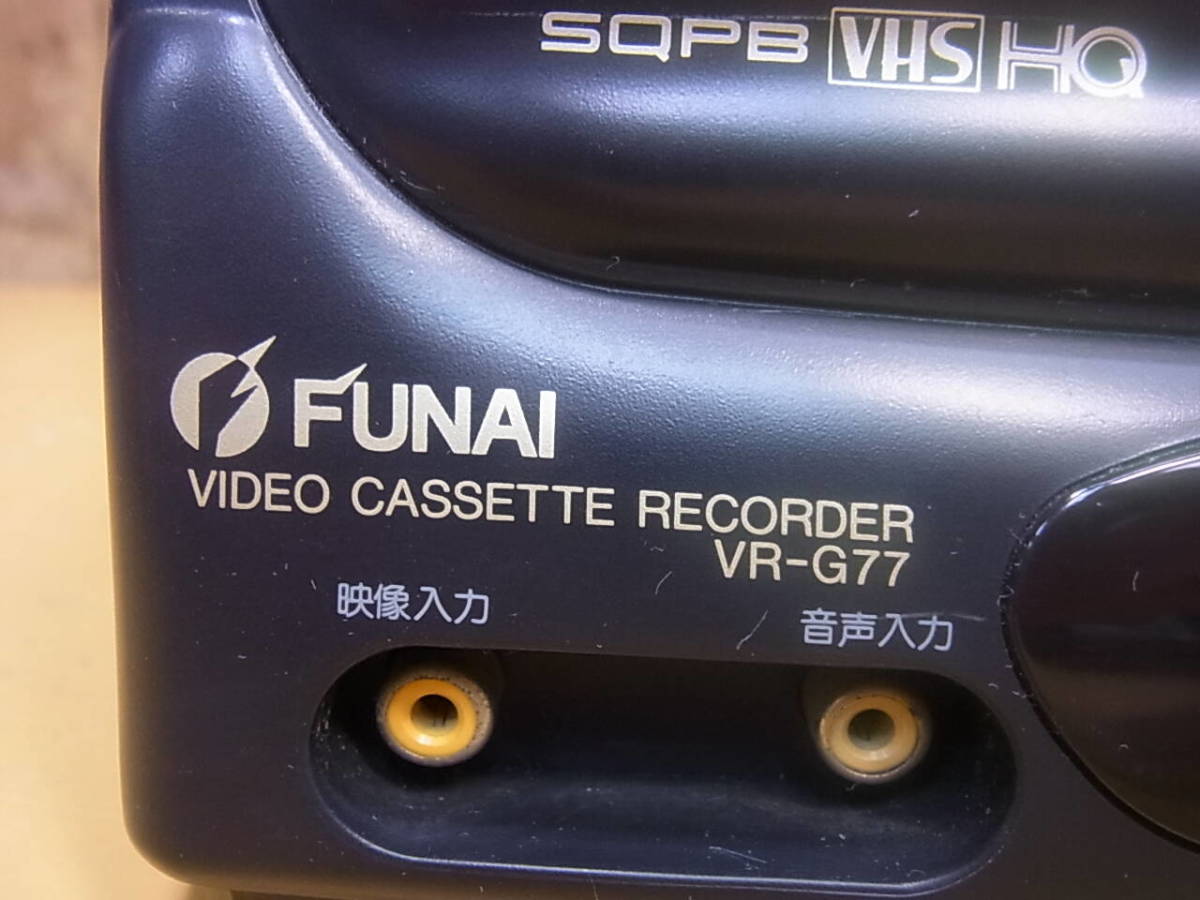 SQPB VHS HQ
FUNAI
VIDEO CASSETTE RECORDER
VR-G77
映像入力 音声入力